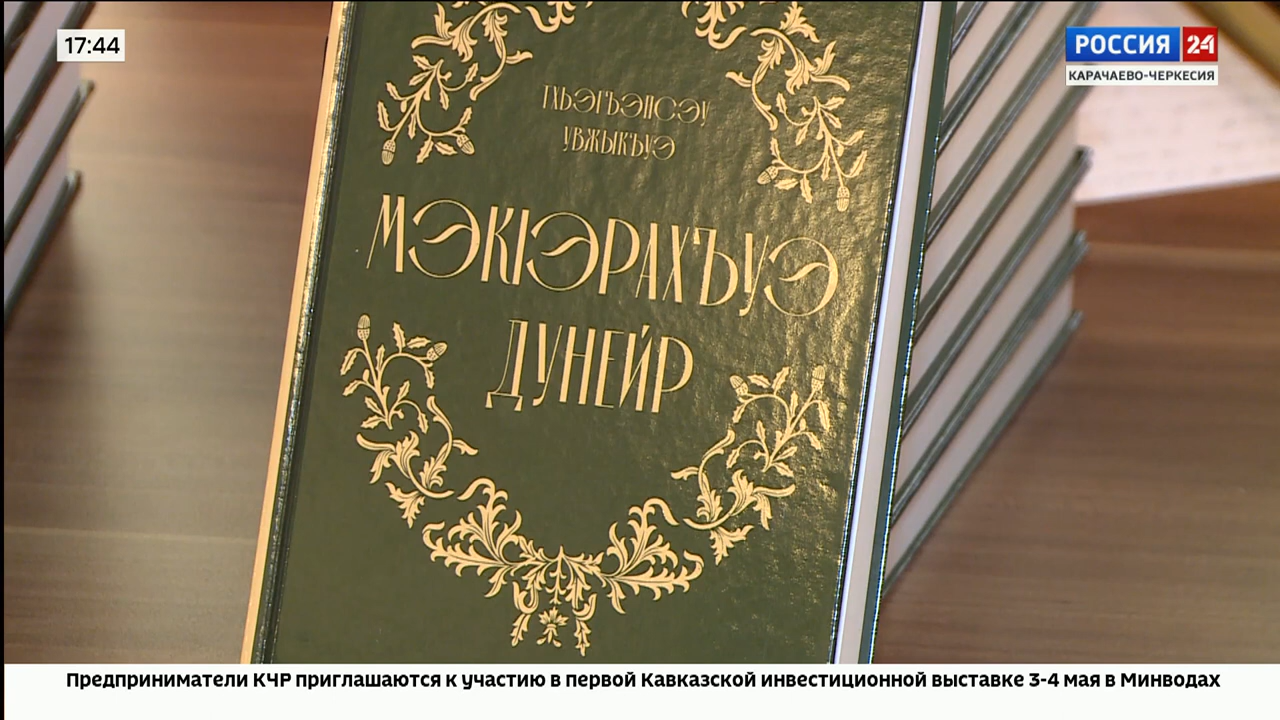 17:44
РОССИЯ 24
КАРАЧАЕВО-ЧЕРКЕСИЯ
ТХЬЭГЪЭПСЭУ
УВЖЫКЪУЭ
МЭКІЭРАХЪУЭ
ДУНЕЙР
Предприниматели КЧР приглашаются к участию в первой Кавказской инвестиционной выставке 3-4 мая в Минводах